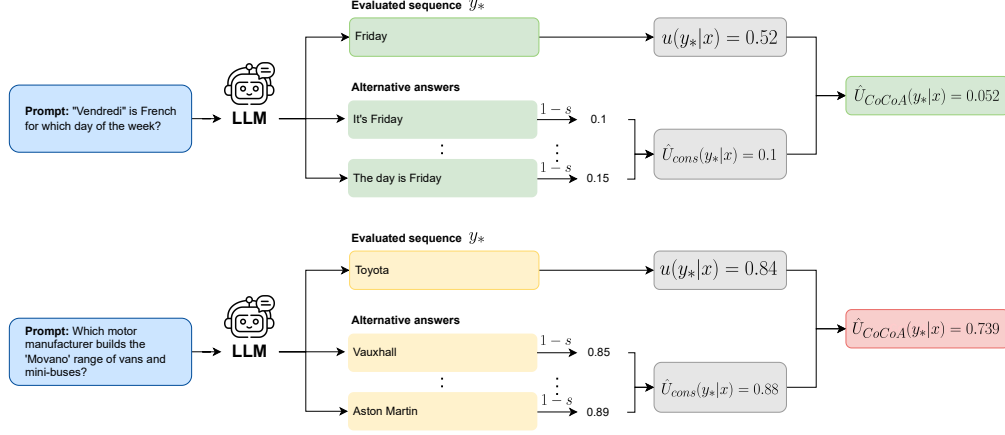 Evaluated sequence y*
Friday
u(y*|x) = 0.52
Alternative answers
Prompt: "Vendredi" is French
for which day of the week?
LLM
It's Friday
1 − s
0.1
Û_CoCoA(y*|x) = 0.052
Û_cons(y*|x) = 0.1
The day is Friday
1 − s
0.15
Evaluated sequence y*
Toyota
u(y*|x) = 0.84
Alternative answers
Prompt: Which motor
manufacturer builds the
'Movano' range of vans and
mini-buses?
LLM
Vauxhall
1 − s
0.85
Û_CoCoA(y*|x) = 0.739
Û_cons(y*|x) = 0.88
Aston Martin
1 − s
0.89